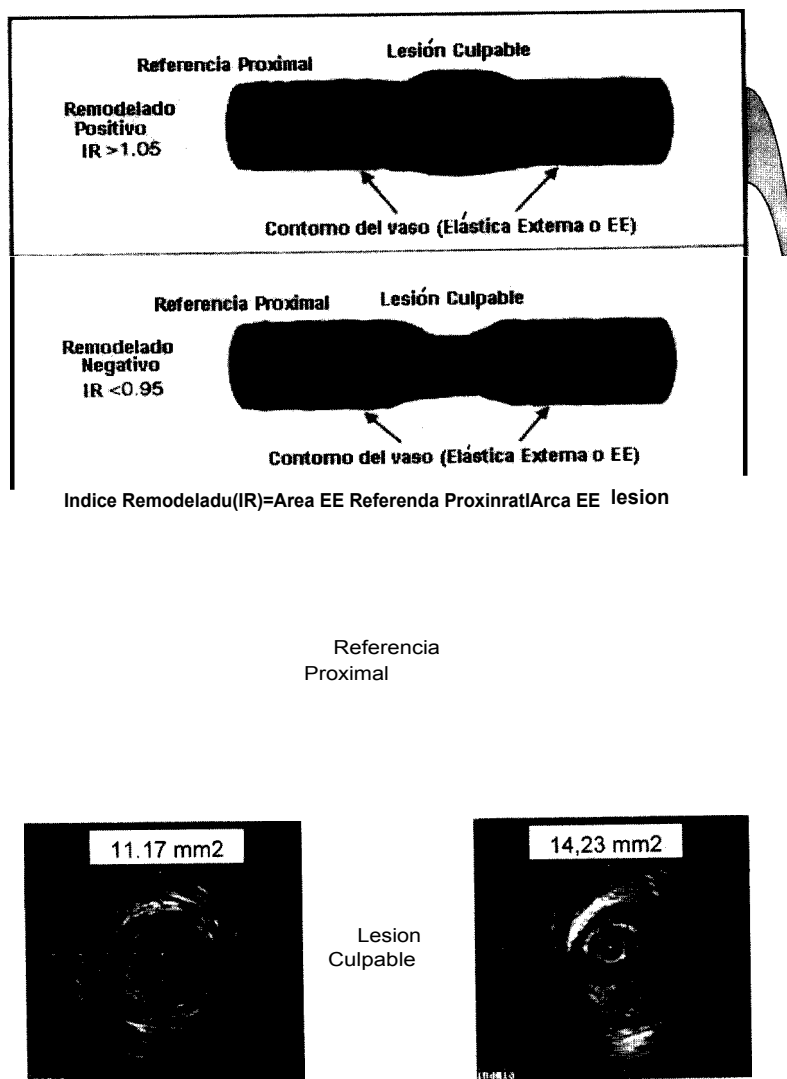 Referencia Proximal
Lesión Culpable
Remodelado
Positivo
IR >1.05
Contorno del vaso (Elástica Externa o EE)
Referencia Proximal
Lesión Culpable
Remodelado
Negativo
IR <0.95
Contorno del vaso (Elástica Externa o EE)
Indice Remodeladu(IR)=Area EE Referenda ProxinratlArca EE lesion
Referencia
Proximal
11.17 mm2
14,23 mm2
Lesion
Culpable